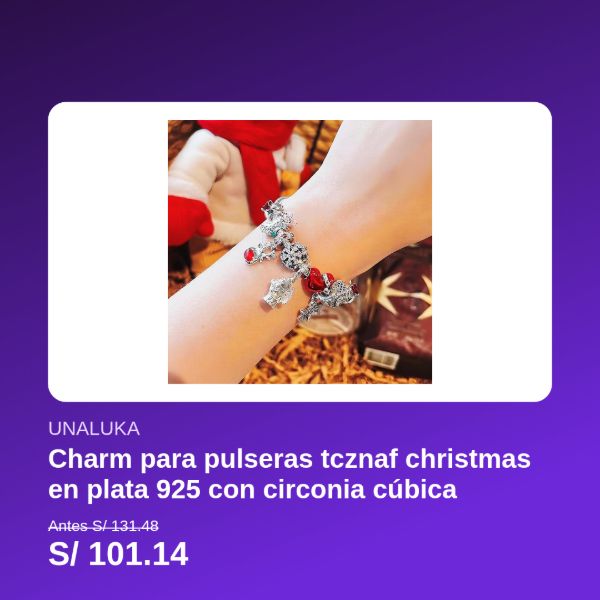 UNALUKA
Charm para pulseras tcznaf christmas
en plata 925 con circonia cúbica
Antes S/ 131.48
S/ 101.14